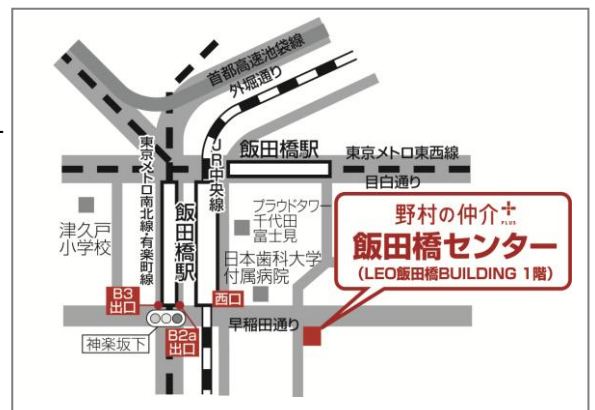 首都高速池袋線
外堀通り
飯田橋駅
東京メトロ東西線
目白通り
東京メトロ南北線・有楽町線
飯田橋駅
JR中央線
津久戸
小学校
プラウドタワー
千代田
富士見
日本歯科大学
付属病院
野村の仲介+
PLUS
飯田橋センター
(LEO飯田橋BUILDING 1階)
B3
出口
西口
早稲田通り
神楽坂下
B2a
出口